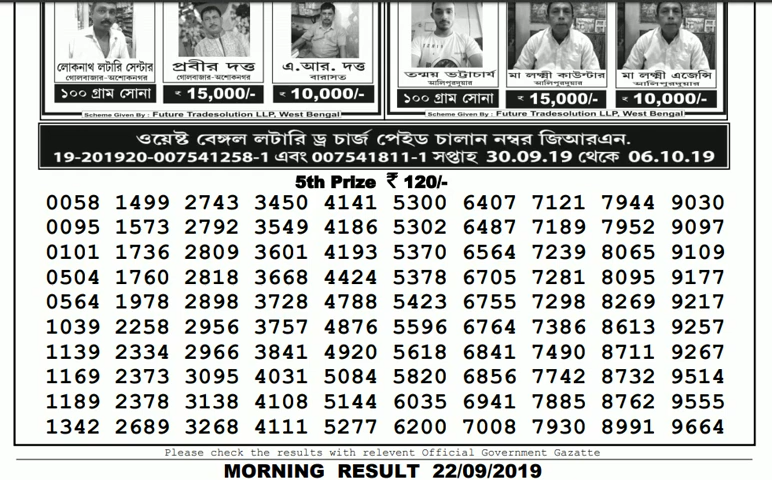 লোকনাথ লটারি সেন্টার
গোলবাজার-অশোকনগর
প্রবীর দত্ত
গোলবাজার-অশোকনগর
এ.আর. দত্ত
বারাসত
তন্ময় ভট্টাচার্য
আলিপুরদুয়ার
মা লক্ষ্মী কাউন্টার
আলিপুরদুয়ার
মা লক্ষ্মী এজেন্সি
আলিপুরদুয়ার
১০০ গ্রাম সোনা ₹ 15,000/- ₹ 10,000/- ১০০ গ্রাম সোনা ₹ 15,000/- ₹ 10,000/-
Scheme Given By : Future Tradesolution LLP, West Bengal Scheme Given By : Future Tradesolution LLP, West Bengal
ওয়েষ্ট বেঙ্গল লটারি ড্র চার্জ পেইড চালান নম্বর জিআরএন.
19-201920-007541258-1 এবং 007541811-1 সপ্তাহ 30.09.19 থেকে 06.10.19
5th Prize ₹ 120/-
0058 1499 2743 3450 4141 5300 6407 7121 7944 9030
0095 1573 2792 3549 4186 5302 6487 7189 7952 9097
0101 1736 2809 3601 4193 5370 6564 7239 8065 9109
0504 1760 2818 3668 4424 5378 6705 7281 8095 9177
0564 1978 2898 3728 4788 5423 6755 7298 8269 9217
1039 2258 2956 3757 4876 5596 6764 7386 8613 9257
1139 2334 2966 3841 4920 5618 6841 7490 8711 9267
1169 2373 3095 4031 5084 5820 6856 7742 8732 9514
1189 2378 3138 4108 5144 6035 6941 7885 8762 9555
1342 2689 3268 4111 5277 6200 7008 7930 8991 9664
Please check the results with relevent Official Government Gazatte
MORNING RESULT 22/09/2019